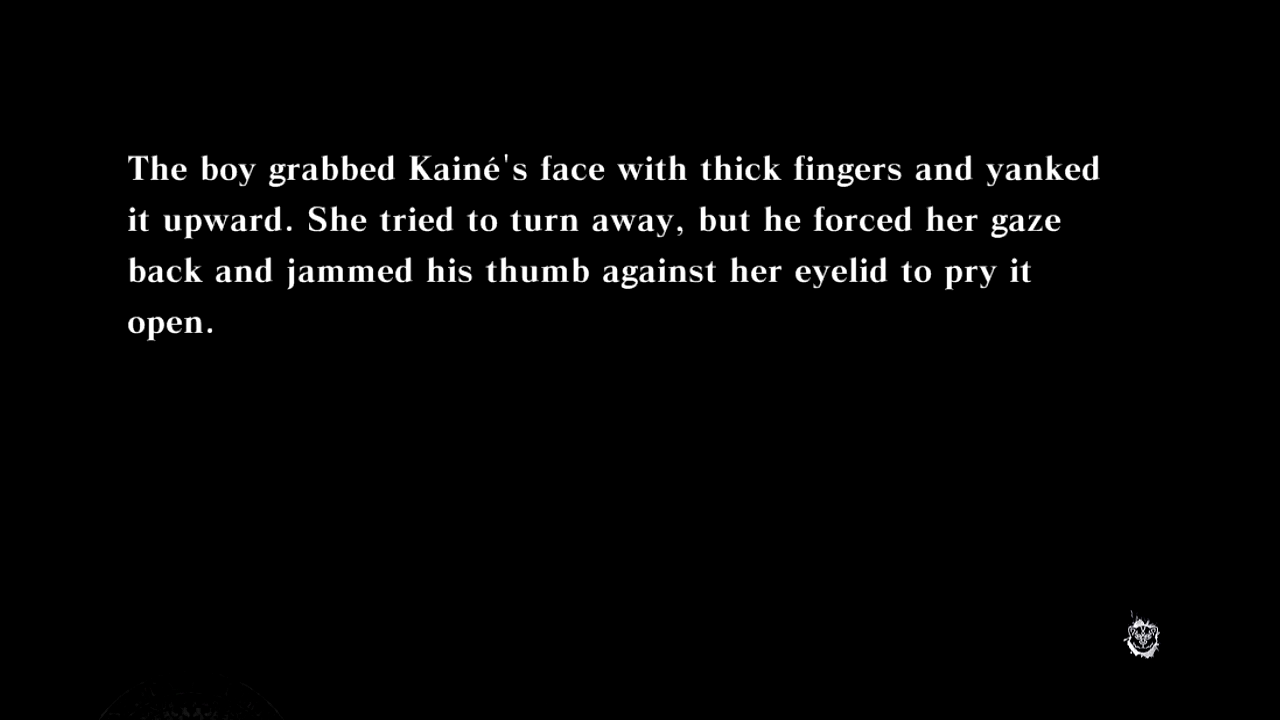 The boy grabbed Kainé's face with thick fingers and yanked
it upward. She tried to turn away, but he forced her gaze
back and jammed his thumb against her eyelid to pry it
open.